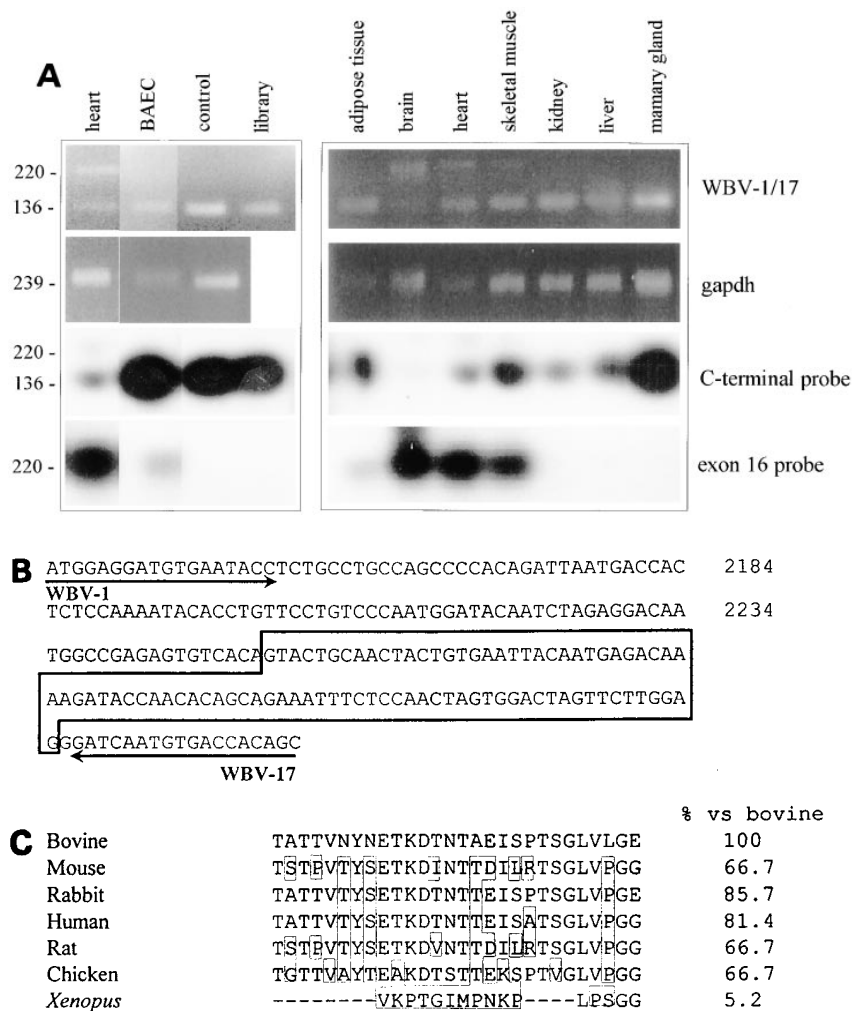 A
heart BAEC control library adipose tissue brain heart skeletal muscle kidney liver mamary gland
220 -
136 -
WBV-1/17
239 -
gapdh
220 -
136 -
C-terminal probe
220 -
exon 16 probe
B
ATGGAGGATGTGAATACCTCTGCCTGCCAGCCCCACAGATTAATGACCAC 2184
WBV-1
TCTCCAAAATACACCTGTTCCTGTCCCAATGGATACAATCTAGAGGACAA 2234
TGGCCGAGAGTGTCACAGTACTGCAACTACTGTGAATTACAATGAGACAA
AAGATACCAACACAGCAGAAATTTCTCCAACTAGTGGACTAGTTCTTGGA
GGGATCAATGTGACCACAGC
WBV-17
% vs bovine
C
Bovine TATTVNYNETKDTNTAEISPTSGLVLGE 100
Mouse TSTPVTYSETKDINTTDILRTSGLVPGG 66.7
Rabbit TATTVTYSETKDTNTTEISPTSGLVPGE 85.7
Human TATTVTYSETKDTNTTEISATSGLVPGG 81.4
Rat TSTPVTYSETKDVNTTDILRTSGLVPGG 66.7
Chicken TGTTVAYTEAKDTSTTEKSPTVGLVPGG 66.7
Xenopus --------VKPTGIMPNKP----LPSGG 5.2